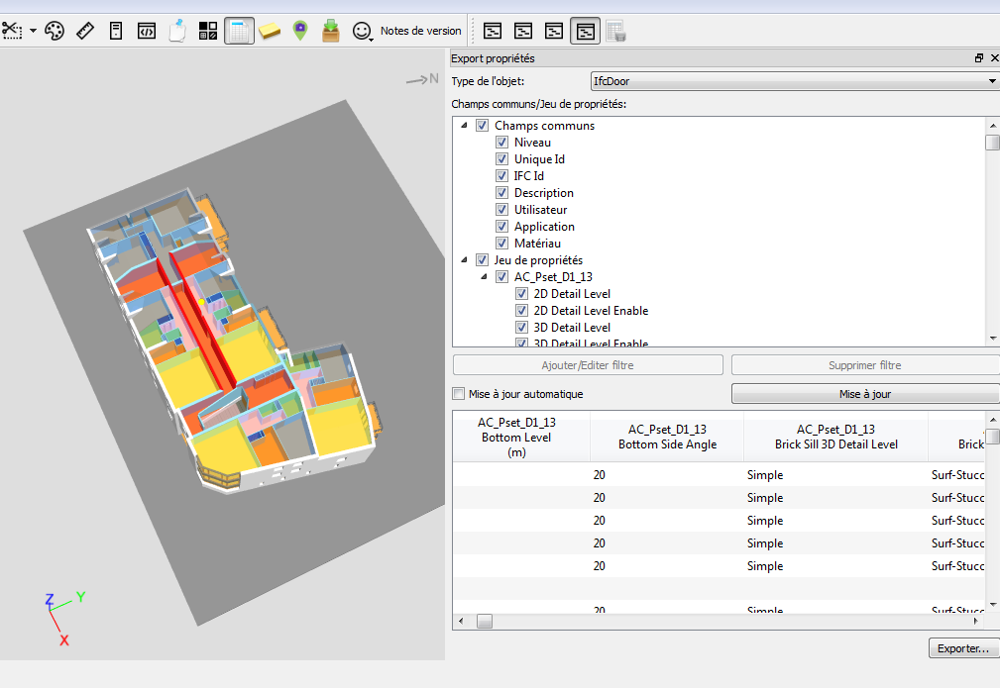 Notes de version
Export propriétés
N
Type de l'objet:
IfcDoor
Champs communs/Jeu de propriétés:
Champs communs
Niveau
Unique Id
IFC Id
Description
Utilisateur
Application
Matériau
Jeu de propriétés
AC_Pset_D1_13
2D Detail Level
2D Detail Level Enable
3D Detail Level
3D Detail Level Enable
Ajouter/Editer filtre
Supprimer filtre
Mise à jour automatique
Mise à jour
AC_Pset_D1_13
Bottom Level
(m)
AC_Pset_D1_13
Bottom Side Angle
AC_Pset_D1_13
Brick Sill 3D Detail Level
Brick
20 Simple Surf-Stucc
20 Simple Surf-Stucc
20 Simple Surf-Stucc
20 Simple Surf-Stucc
20 Simple Surf-Stucc
20 Simple Surf-Stucc
Z
Y
X
Exporter...